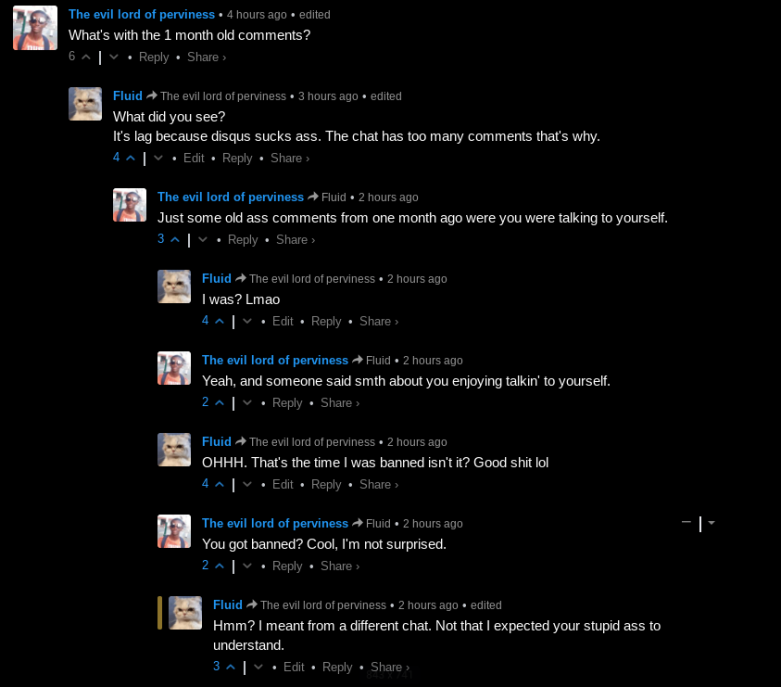 The evil lord of perviness • 4 hours ago • edited
What's with the 1 month old comments?
6 | • Reply • Share ›
Fluid The evil lord of perviness • 3 hours ago • edited
What did you see?
It's lag because disqus sucks ass. The chat has too many comments that's why.
4 | • Edit • Reply • Share ›
The evil lord of perviness Fluid • 2 hours ago
Just some old ass comments from one month ago were you were talking to yourself.
3 | • Reply • Share ›
Fluid The evil lord of perviness • 2 hours ago
I was? Lmao
4 | • Edit • Reply • Share ›
The evil lord of perviness Fluid • 2 hours ago
Yeah, and someone said smth about you enjoying talkin' to yourself.
2 | • Reply • Share ›
Fluid The evil lord of perviness • 2 hours ago
OHHH. That's the time I was banned isn't it? Good shit lol
4 | • Edit • Reply • Share ›
The evil lord of perviness Fluid • 2 hours ago
You got banned? Cool, I'm not surprised.
2 | • Reply • Share ›
Fluid The evil lord of perviness • 2 hours ago • edited
Hmm? I meant from a different chat. Not that I expected your stupid ass to
understand.
3 | • Edit • Reply • Share ›